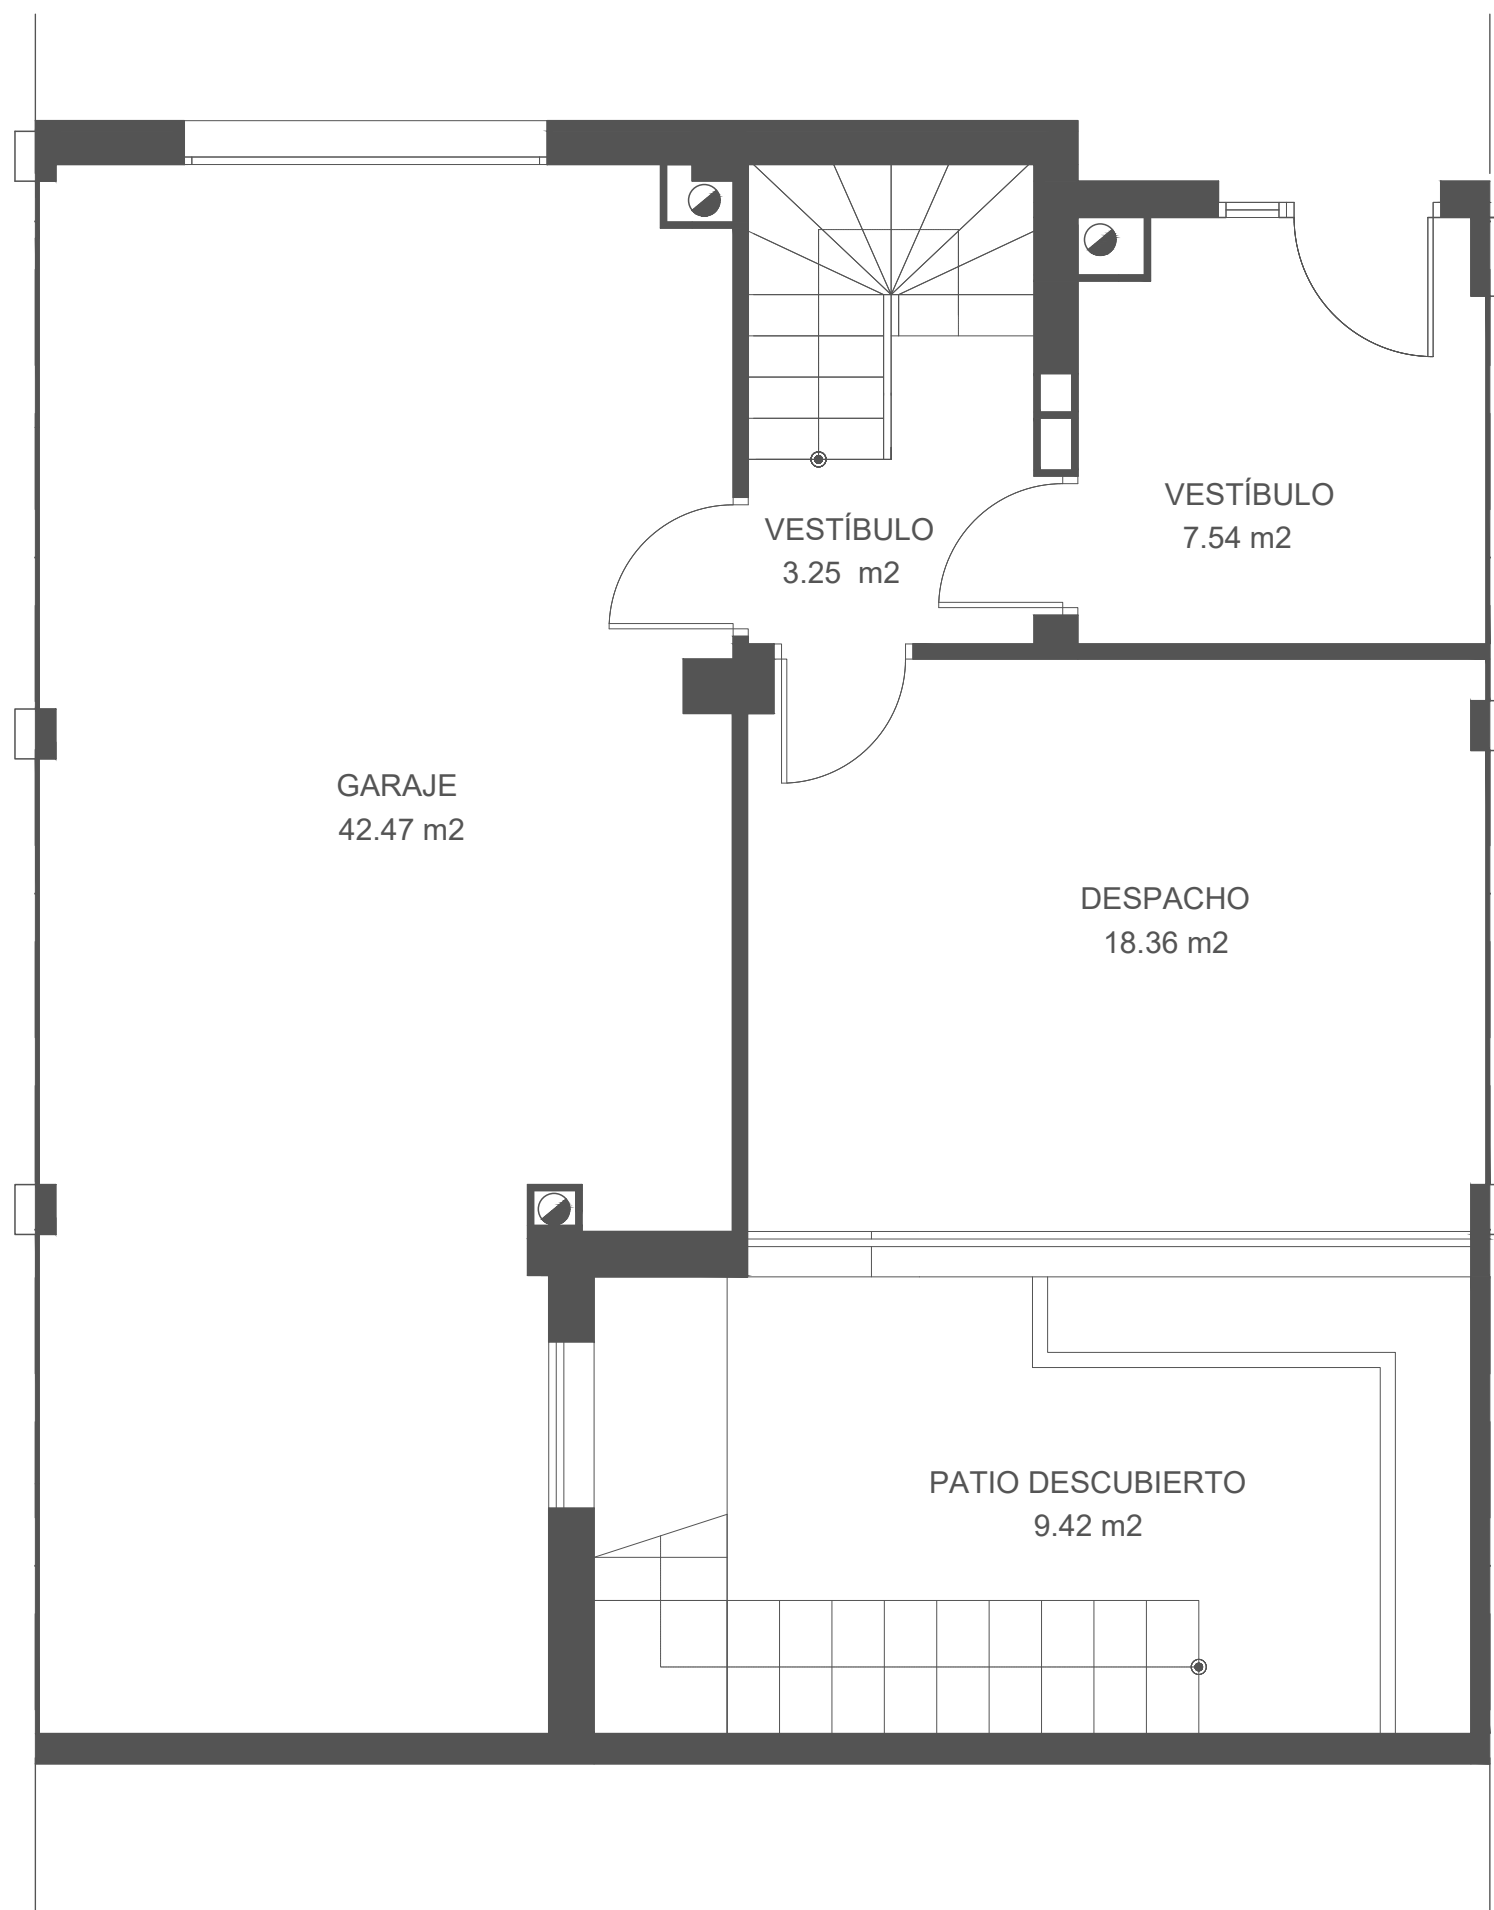 VESTÍBULO
7.54 m2
VESTÍBULO
3.25 m2
GARAJE
42.47 m2
DESPACHO
18.36 m2
PATIO DESCUBIERTO
9.42 m2